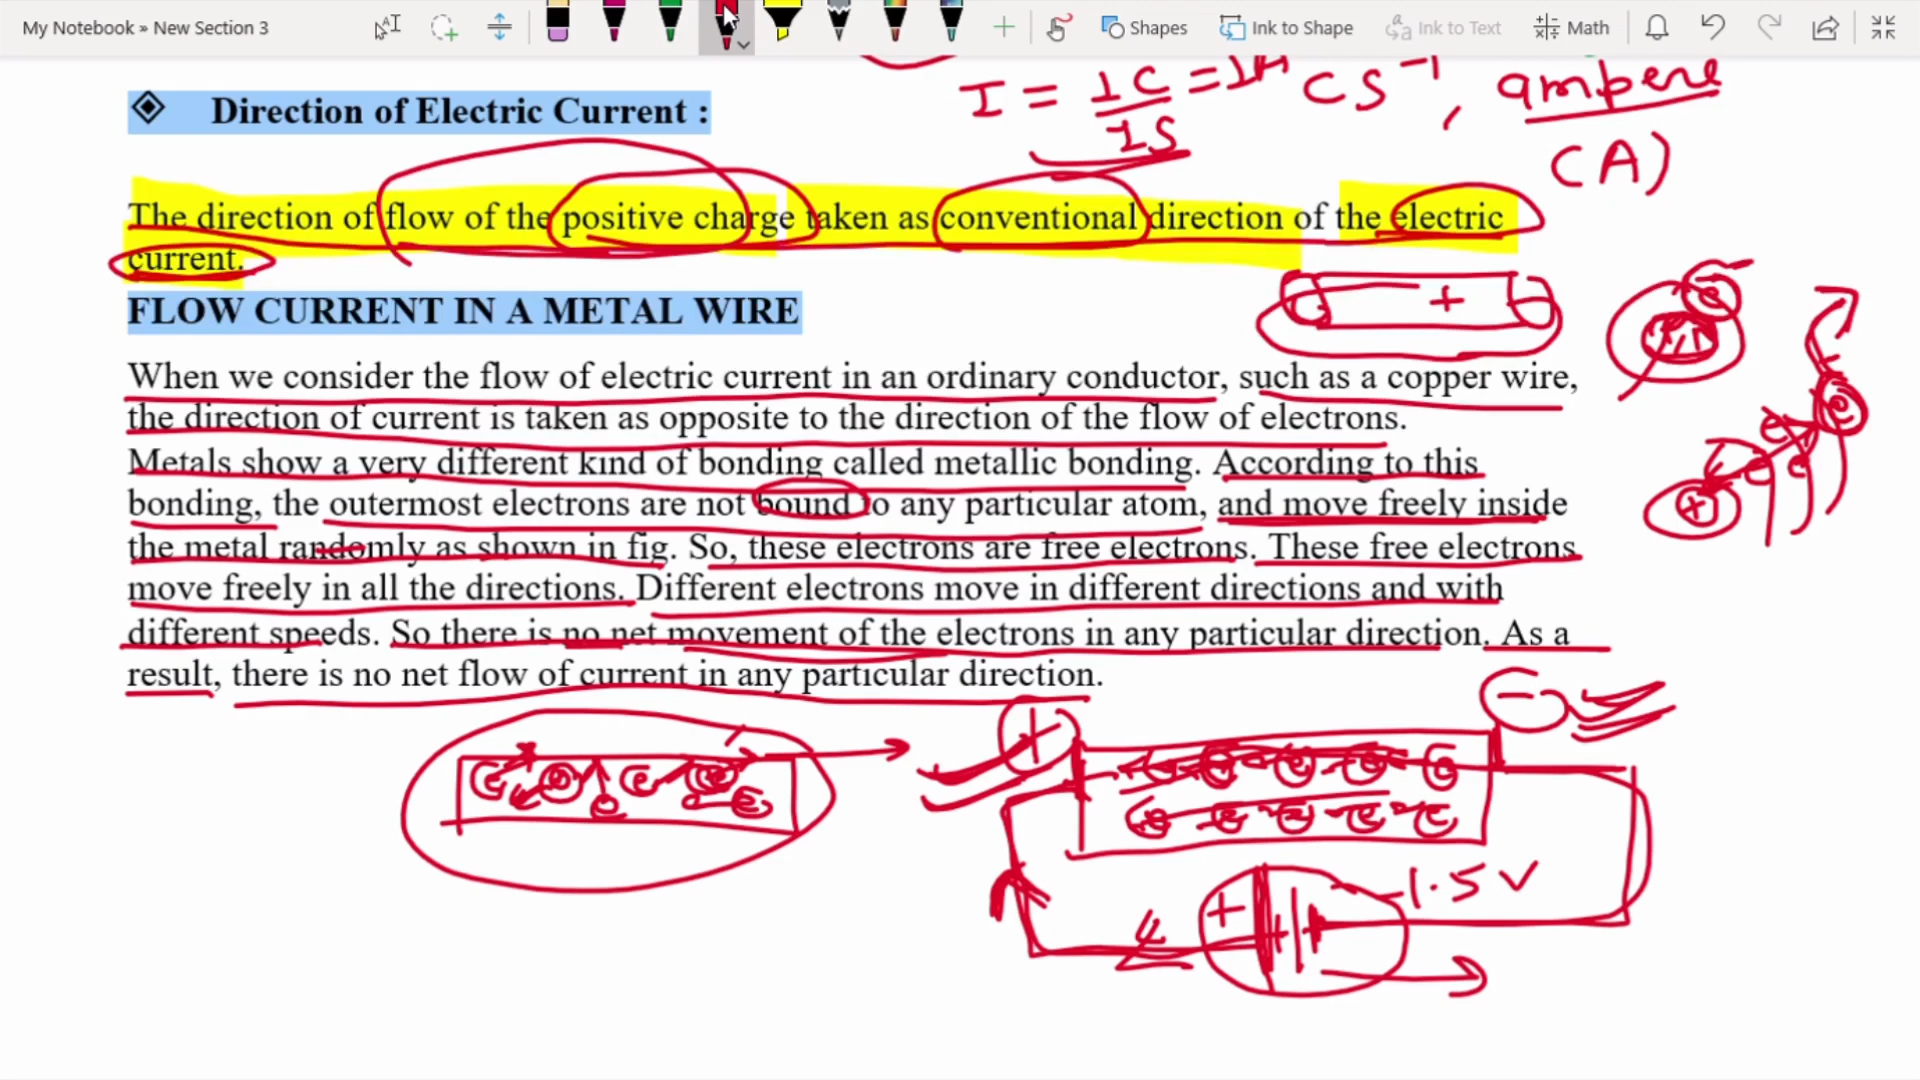 My Notebook » New Section 3
Shapes
Ink to Shape
Ink to Text
Math
I = 1C/1S = 1A CS⁻¹, ampere
(A)
Direction of Electric Current :
The direction of flow of the positive charge taken as conventional direction of the electric
current.
FLOW CURRENT IN A METAL WIRE
When we consider the flow of electric current in an ordinary conductor, such as a copper wire,
the direction of current is taken as opposite to the direction of the flow of electrons.
Metals show a very different kind of bonding called metallic bonding. According to this
bonding, the outermost electrons are not bound to any particular atom, and move freely inside
the metal randomly as shown in fig. So, these electrons are free electrons. These free electrons
move freely in all the directions. Different electrons move in different directions and with
different speeds. So there is no net movement of the electrons in any particular direction. As a
result, there is no net flow of current in any particular direction.
+ −
1.5 V